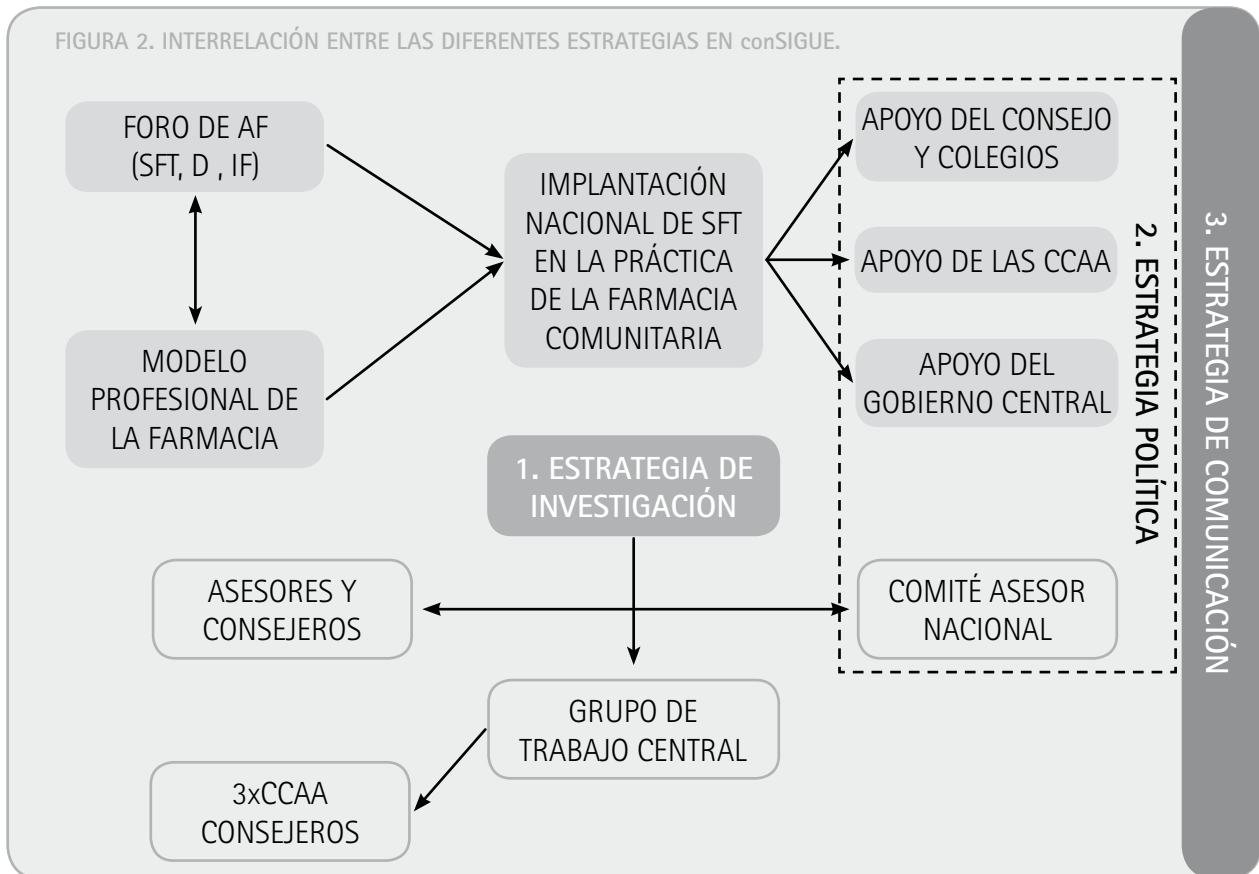 FIGURA 2. INTERRELACIÓN ENTRE LAS DIFERENTES ESTRATEGIAS EN conSIGUE.
FORO DE AF
(SFT, D , IF)
MODELO
PROFESIONAL DE
LA FARMACIA
IMPLANTACIÓN
NACIONAL DE SFT
EN LA PRÁCTICA
DE LA FARMACIA
COMUNITARIA
APOYO DEL CONSEJO
Y COLEGIOS
APOYO DE LAS CCAA
APOYO DEL
GOBIERNO CENTRAL
1. ESTRATEGIA DE
INVESTIGACIÓN
ASESORES Y
CONSEJEROS
COMITÉ ASESOR
NACIONAL
GRUPO DE
TRABAJO CENTRAL
3xCCAA
CONSEJEROS
2. ESTRATEGIA POLÍTICA
3. ESTRATEGIA DE COMUNICACIÓN